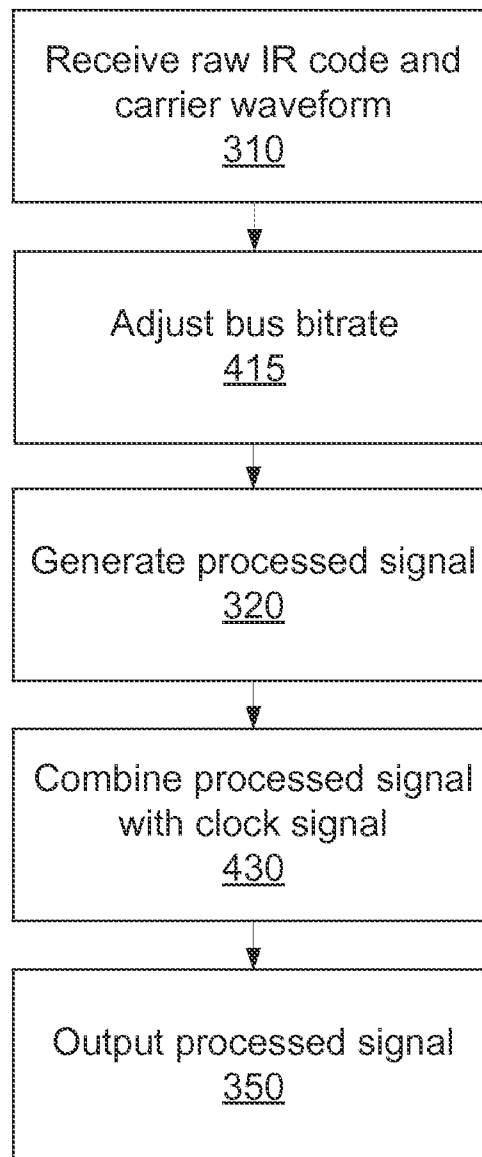 Receive raw IR code and
carrier waveform
310
Adjust bus bitrate
415
Generate processed signal
320
Combine processed signal
with clock signal
430
Output processed signal
350